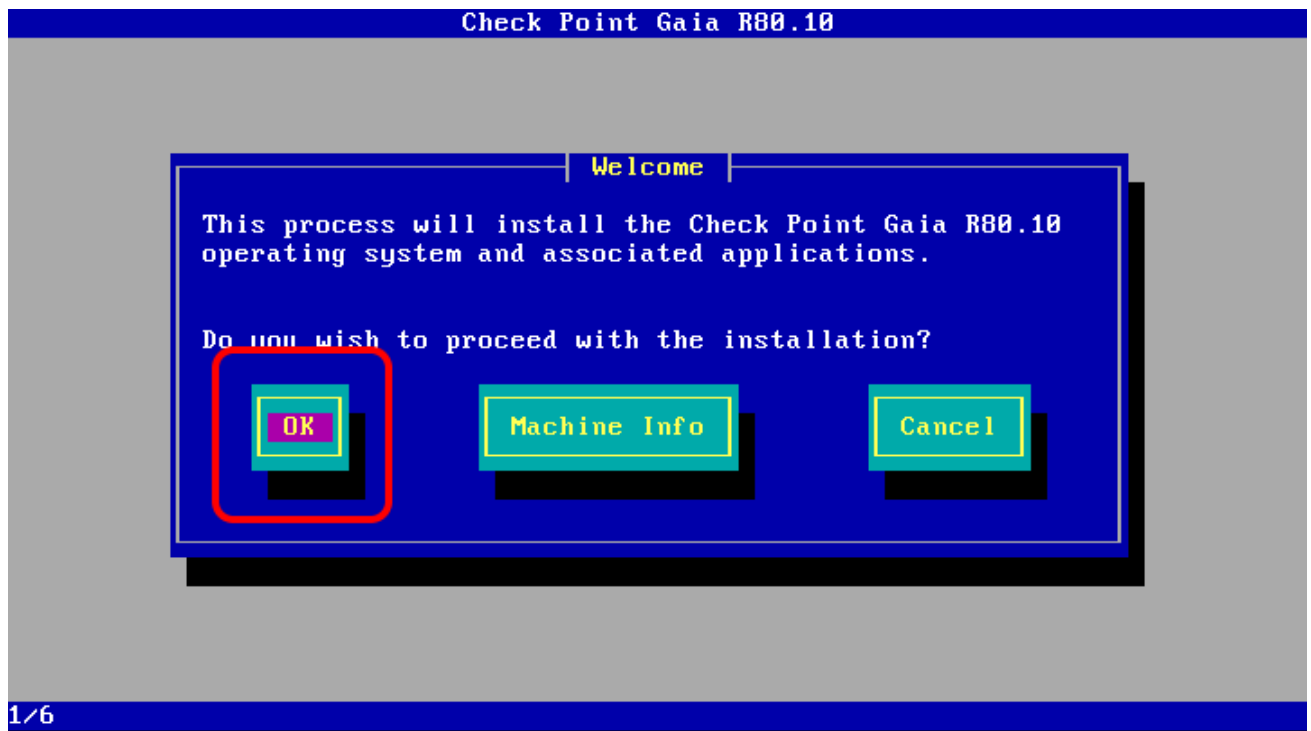 Check Point Gaia R80.10
Welcome
This process will install the Check Point Gaia R80.10
operating system and associated applications.
Do you wish to proceed with the installation?
OK
Machine Info
Cancel
1/6